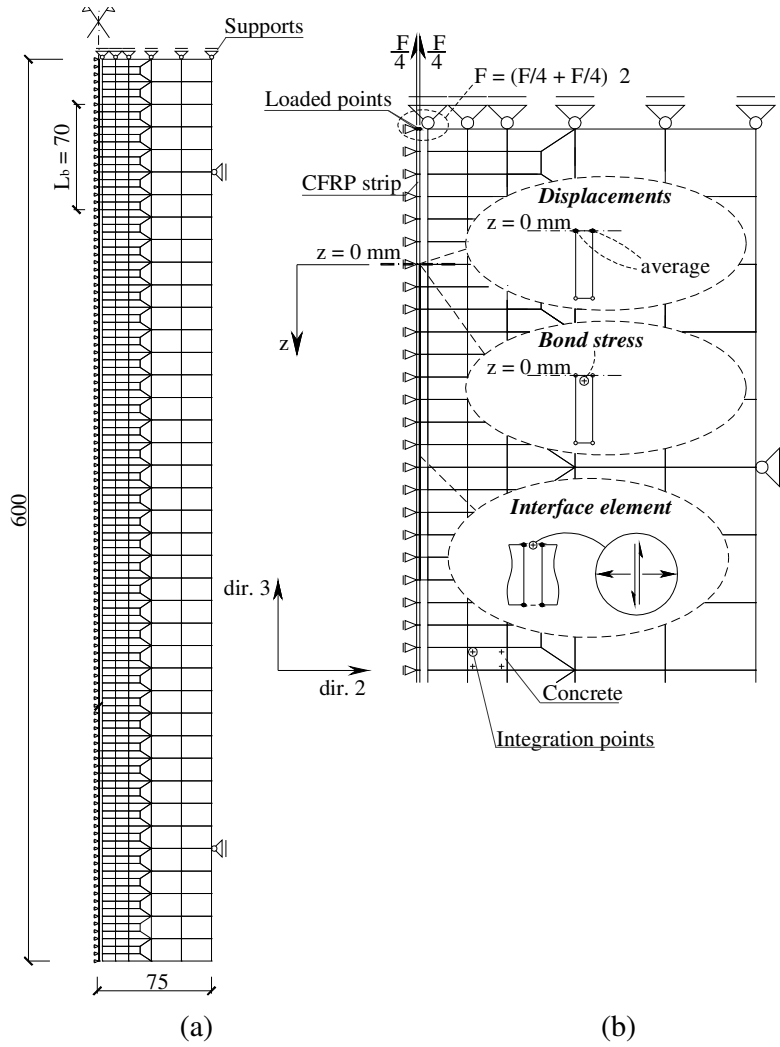 Supports
L_b = 70
600
75
(a)
F/4 F/4
F = (F/4 + F/4) 2
Loaded points
CFRP strip
Displacements
z = 0 mm
average
z = 0 mm
z
Bond stress
z = 0 mm
Interface element
dir. 3
dir. 2
Concrete
Integration points
(b)